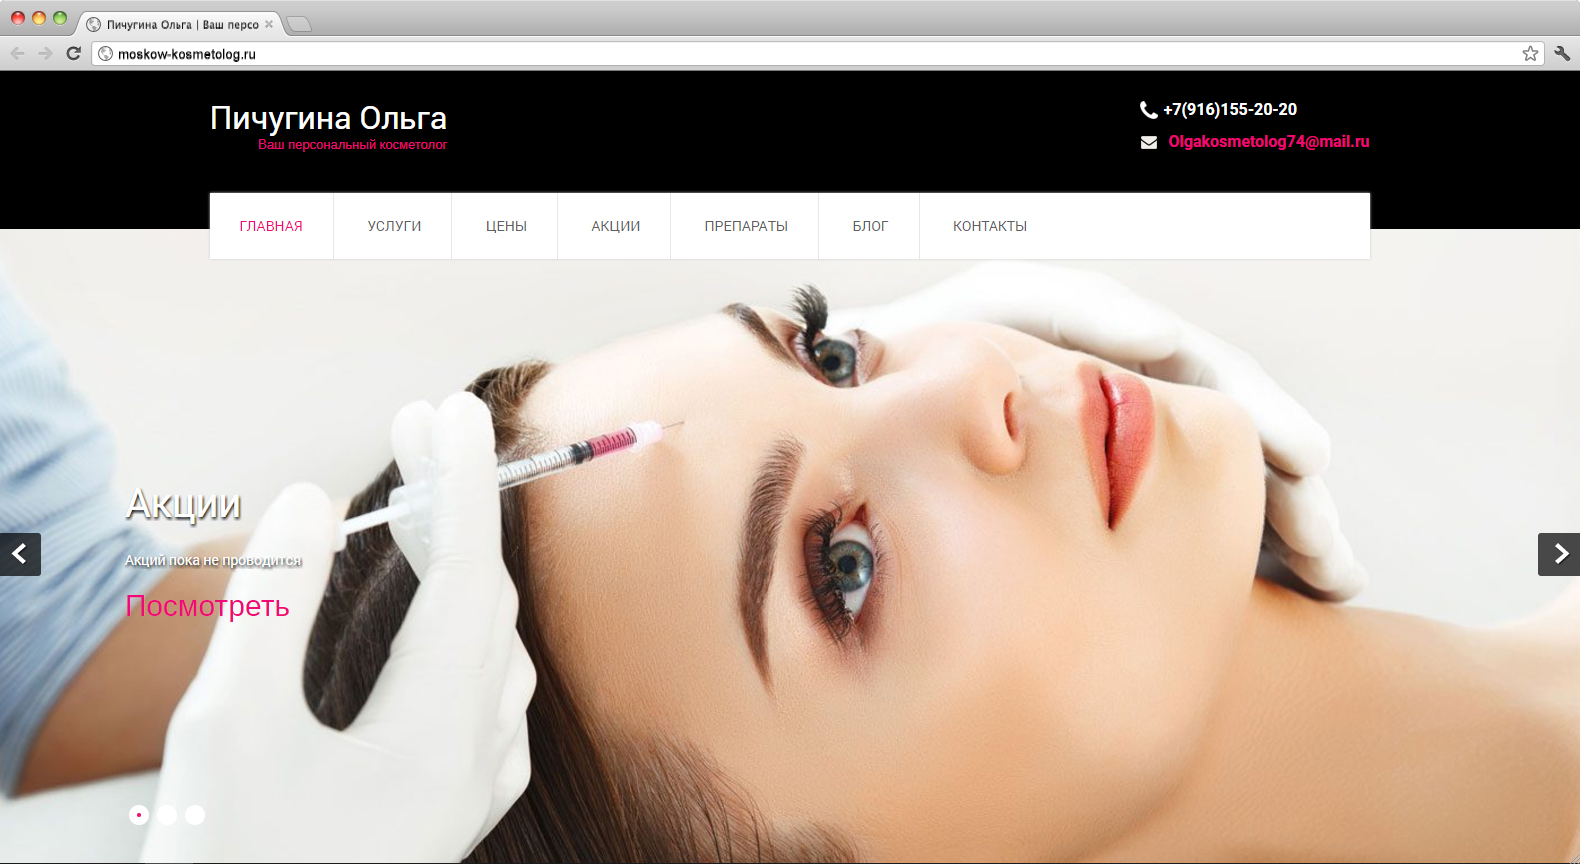 Пичугина Ольга | Ваш персо
moskow-kosmetolog.ru
Пичугина Ольга
Ваш персональный косметолог
+7(916)155-20-20
Olgakosmetolog74@mail.ru
ГЛАВНАЯ УСЛУГИ ЦЕНЫ АКЦИИ ПРЕПАРАТЫ БЛОГ КОНТАКТЫ
Акции
Акций пока не проводится
Посмотреть